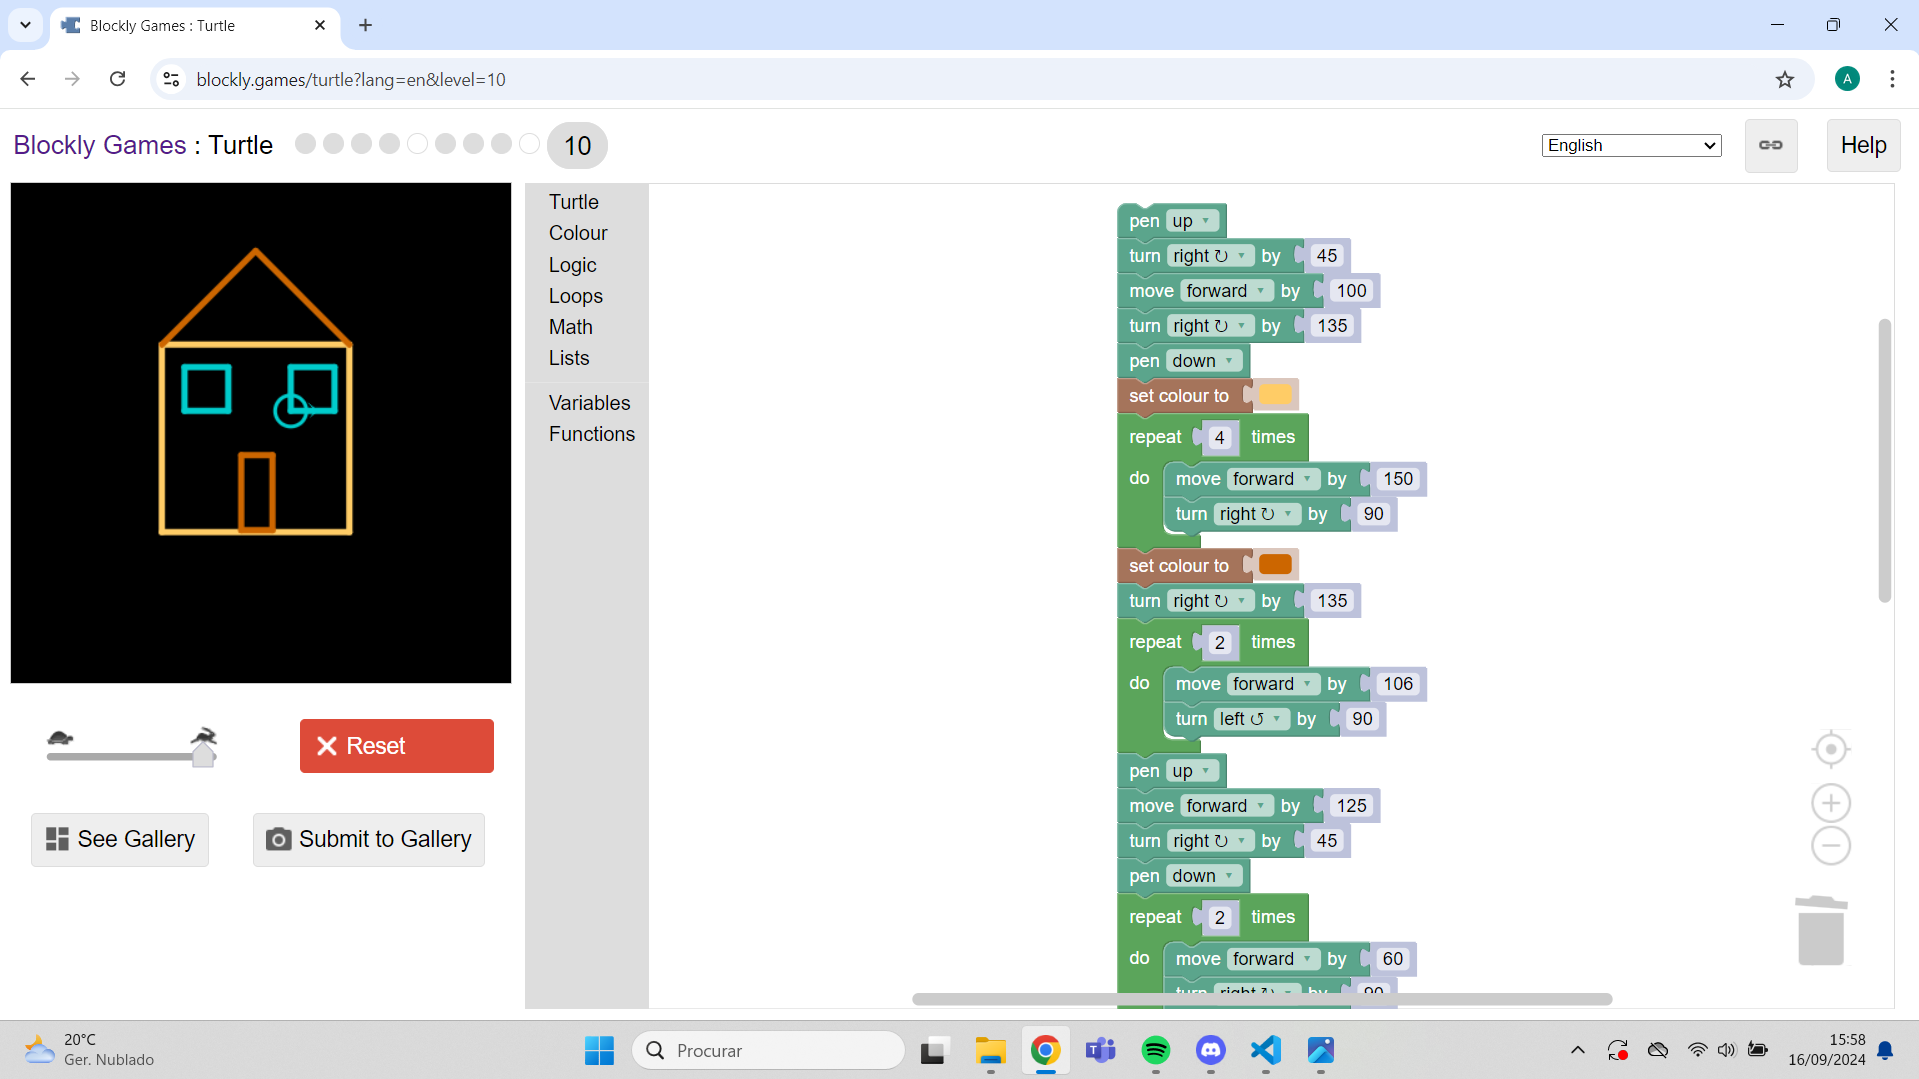 Blockly Games : Turtle
blockly.games/turtle?lang=en&level=10
A
Blockly Games : Turtle
10
English
Help
Turtle
Colour
Logic
Loops
Math
Lists
Variables
Functions
pen up
turn right ↻ by 45
move forward by 100
turn right ↻ by 135
pen down
set colour to
repeat 4 times
do move forward by 150
turn right ↻ by 90
set colour to
turn right ↻ by 135
repeat 2 times
do move forward by 106
turn left ↺ by 90
pen up
move forward by 125
turn right ↻ by 45
pen down
repeat 2 times
do move forward by 60
turn right ↻ by 90
Reset
See Gallery
Submit to Gallery
20°C
Ger. Nublado
Procurar
15:58
16/09/2024